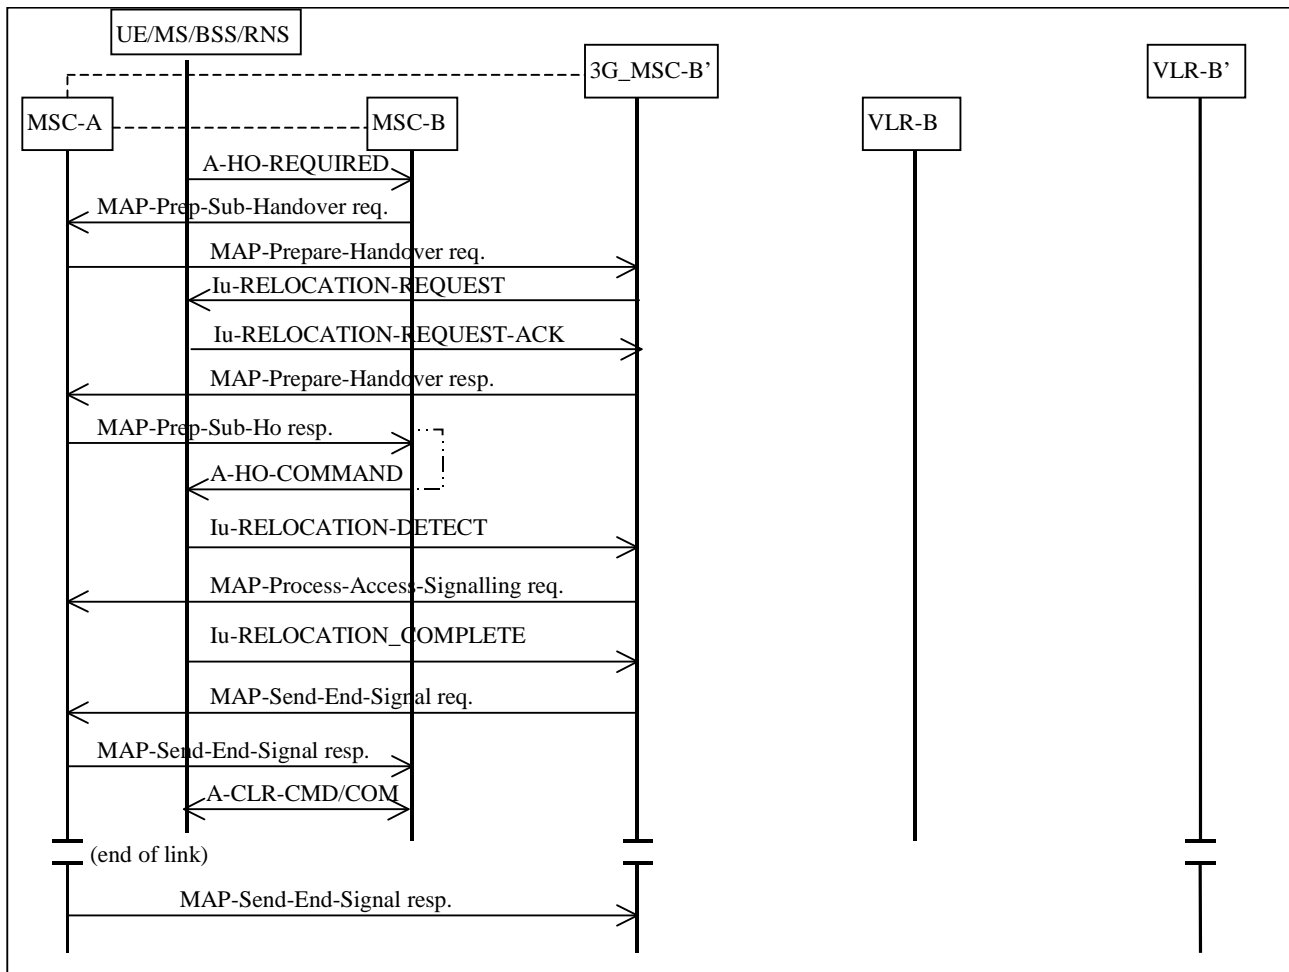 UE/MS/BSS/RNS
3G_MSC-B’
VLR-B’
MSC-A
MSC-B
VLR-B
A-HO-REQUIRED
MAP-Prep-Sub-Handover req.
MAP-Prepare-Handover req.
Iu-RELOCATION-REQUEST
Iu-RELOCATION-REQUEST-ACK
MAP-Prepare-Handover resp.
MAP-Prep-Sub-Ho resp.
A-HO-COMMAND
Iu-RELOCATION-DETECT
MAP-Process-Access-Signalling req.
Iu-RELOCATION_COMPLETE
MAP-Send-End-Signal req.
MAP-Send-End-Signal resp.
A-CLR-CMD/COM
(end of link)
MAP-Send-End-Signal resp.